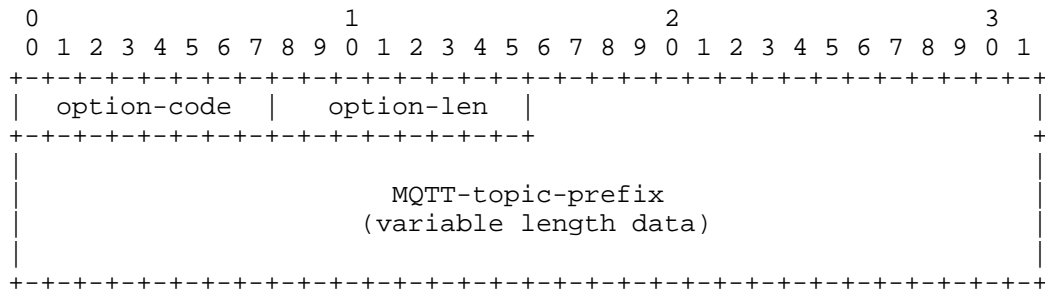 0                   1                   2                   3
 0 1 2 3 4 5 6 7 8 9 0 1 2 3 4 5 6 7 8 9 0 1 2 3 4 5 6 7 8 9 0 1
+-+-+-+-+-+-+-+-+-+-+-+-+-+-+-+-+-+-+-+-+-+-+-+-+-+-+-+-+-+-+-+-+
|  option-code  |   option-len  |                               |
+-+-+-+-+-+-+-+-+-+-+-+-+-+-+-+-+                               +
|                                                               |
|                       MQTT-topic-prefix                       |
|                     (variable length data)                    |
|                                                               |
+-+-+-+-+-+-+-+-+-+-+-+-+-+-+-+-+-+-+-+-+-+-+-+-+-+-+-+-+-+-+-+-+